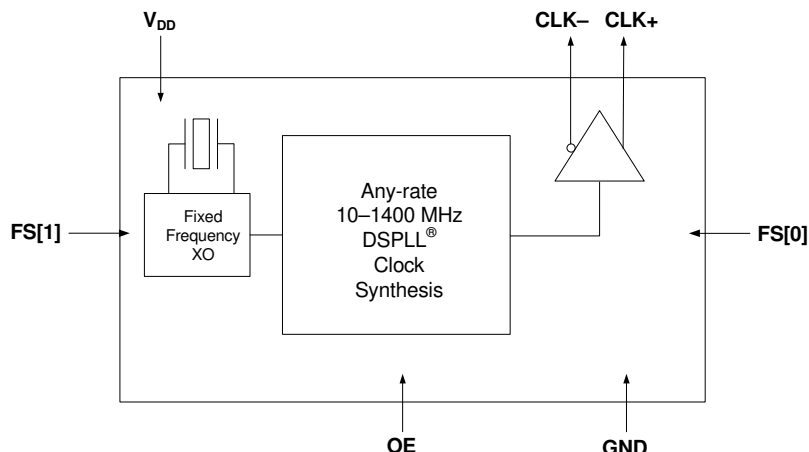 V_DD
CLK– CLK+
Any-rate
10–1400 MHz
DSPLL®
Clock
Synthesis
Fixed
Frequency
XO
FS[1]
FS[0]
OE
GND